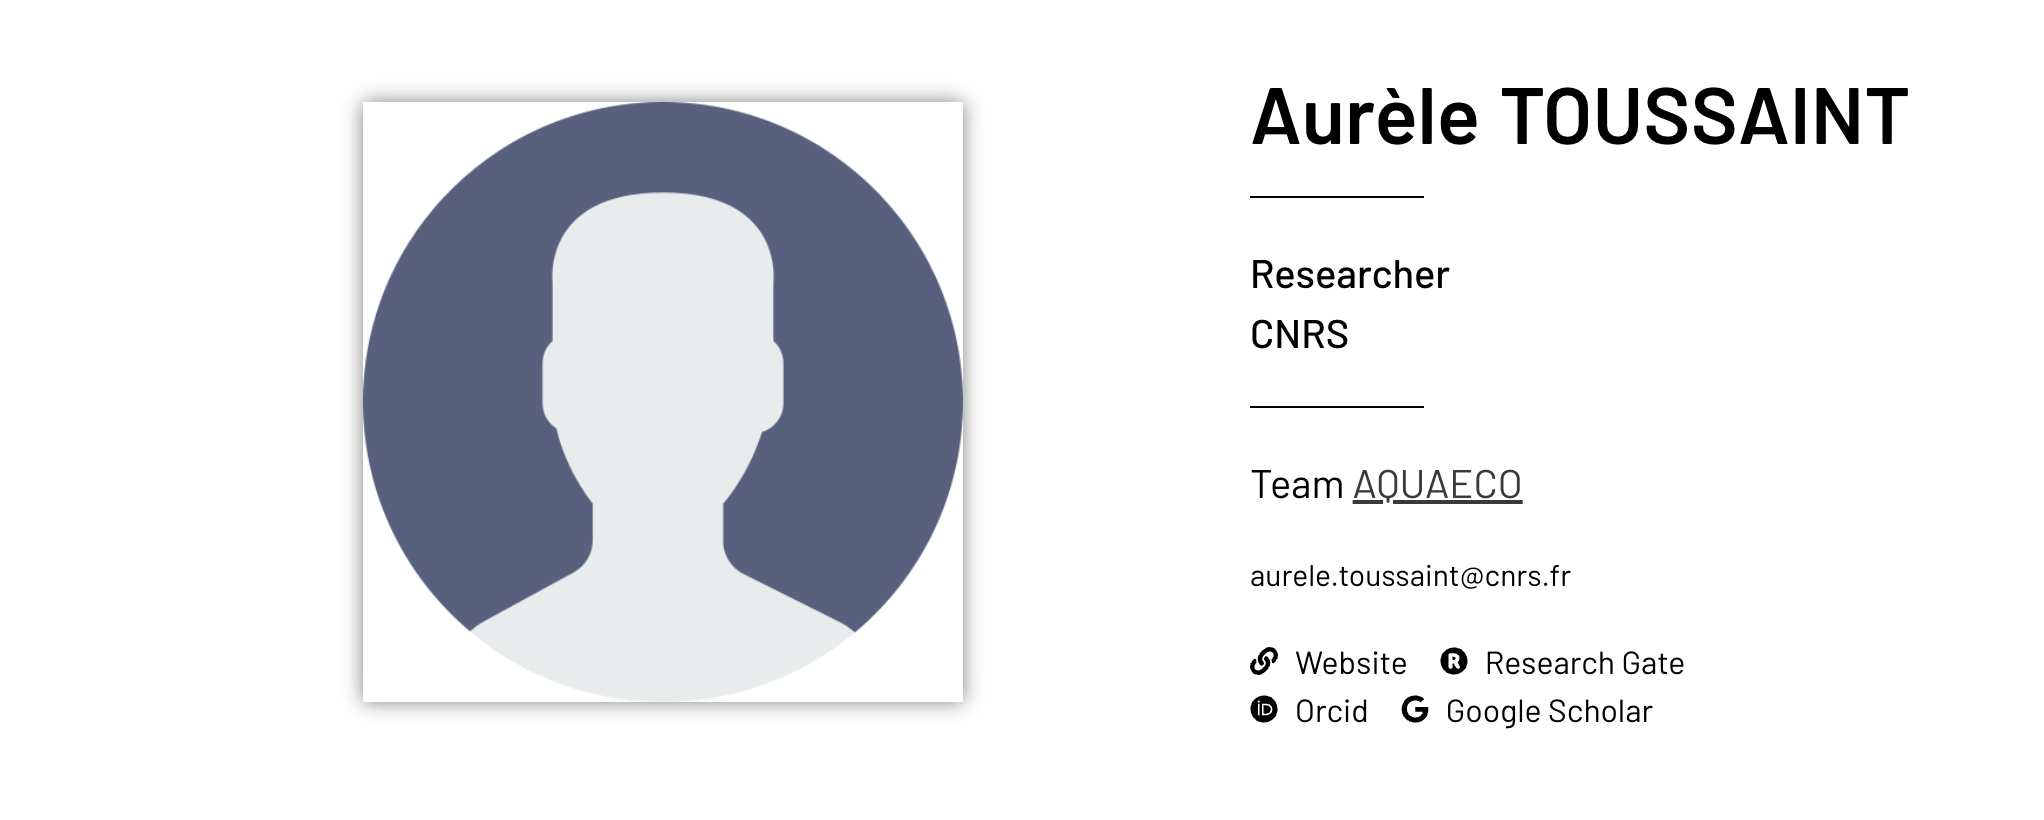 Aurèle TOUSSAINT
Researcher
CNRS
Team AQUAECO
aurele.toussaint@cnrs.fr
Website Research Gate
Orcid Google Scholar